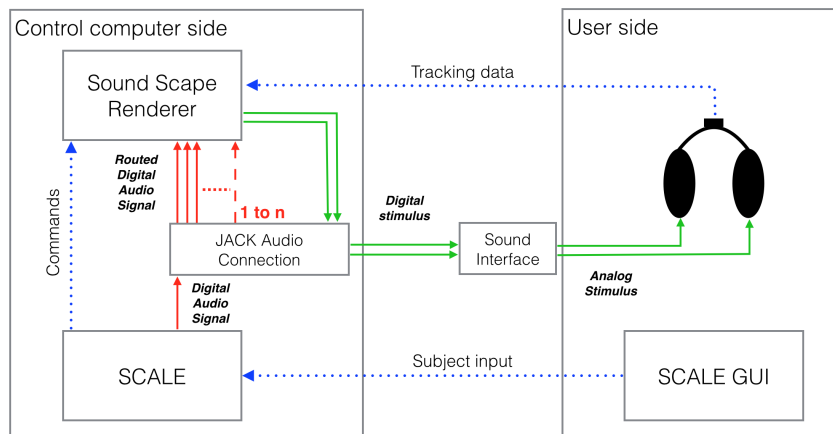 Control computer side
User side
Sound Scape
Renderer
Tracking data
Routed
Digital
Audio
Signal
1 to n
Digital
stimulus
Commands
JACK Audio
Connection
Sound
Interface
Analog
Stimulus
Digital
Audio
Signal
SCALE
Subject input
SCALE GUI